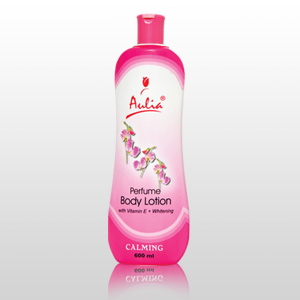 Aulia®
Perfume
Body Lotion
with Vitamin E + Whitening
CALMING
600 ml